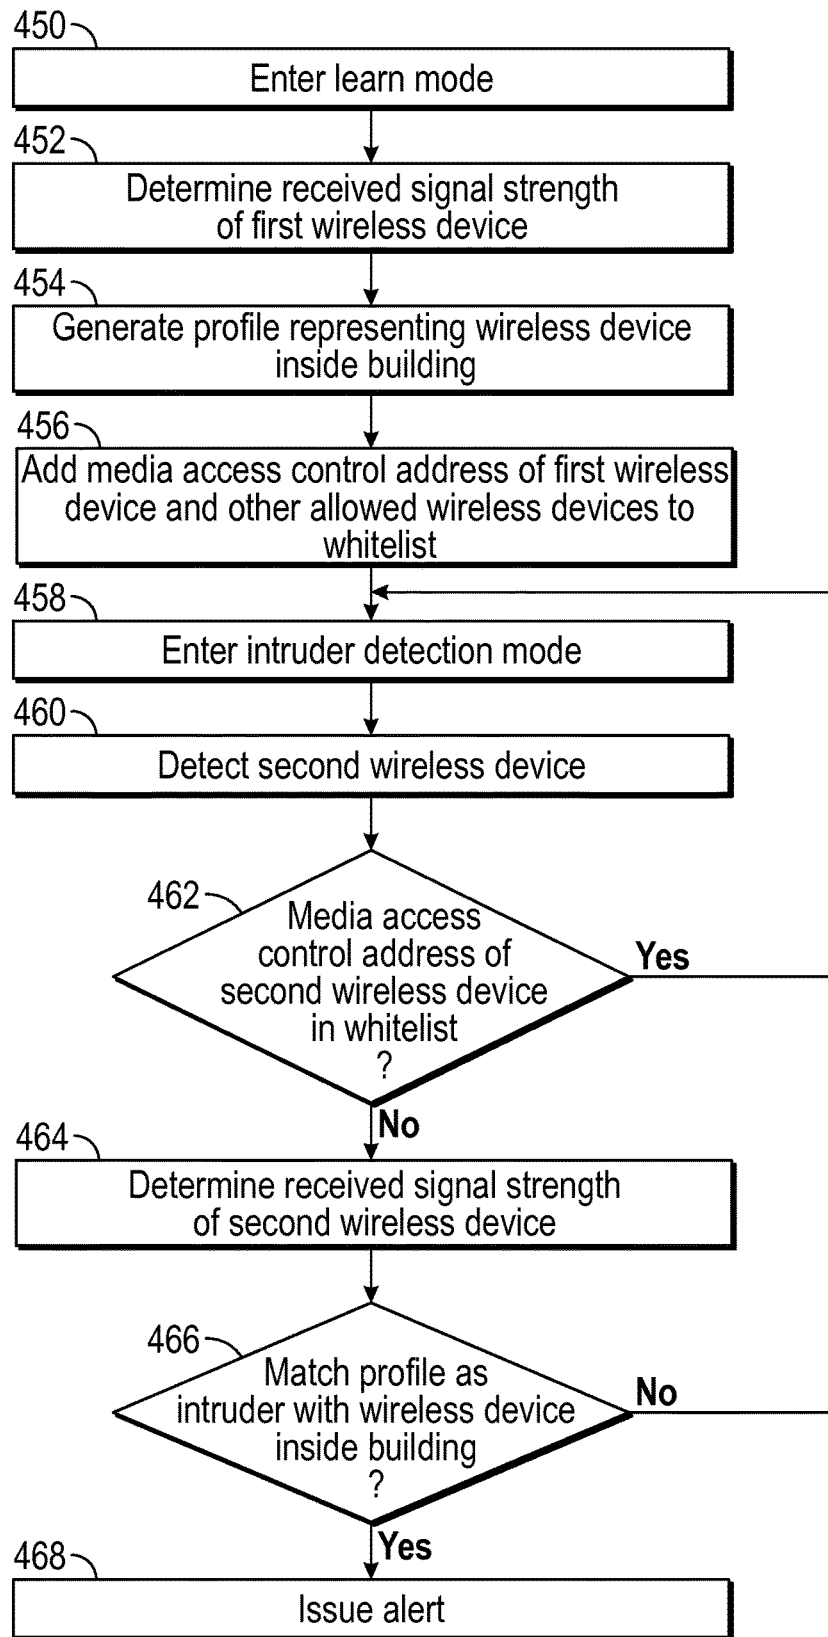 450
Enter learn mode
452
Determine received signal strength
of first wireless device
454
Generate profile representing wireless device
inside building
456
Add media access control address of first wireless
device and other allowed wireless devices to
whitelist
458
Enter intruder detection mode
460
Detect second wireless device
462
Media access
control address of
second wireless device
in whitelist
?
Yes
No
464
Determine received signal strength
of second wireless device
466
Match profile as
intruder with wireless device
inside building
?
No
Yes
468
Issue alert